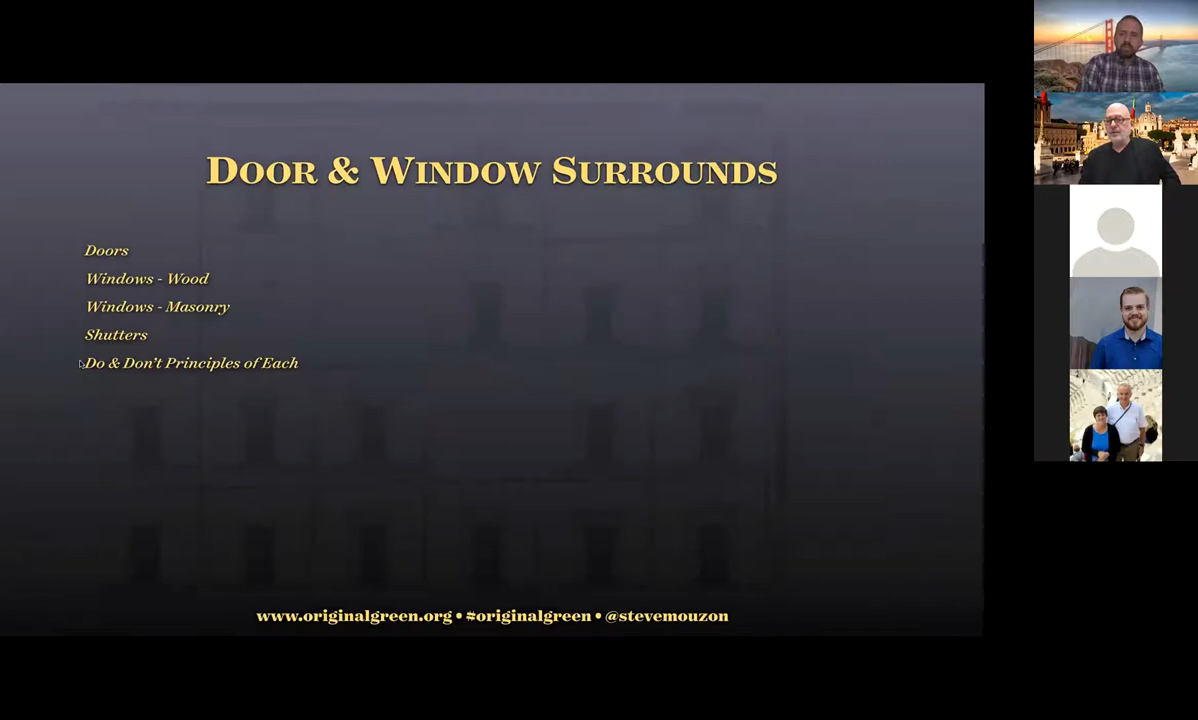 Door & Window Surrounds
Doors
Windows - Wood
Windows - Masonry
Shutters
Do & Don't Principles of Each
www.originalgreen.org • #originalgreen • @stevemouzon